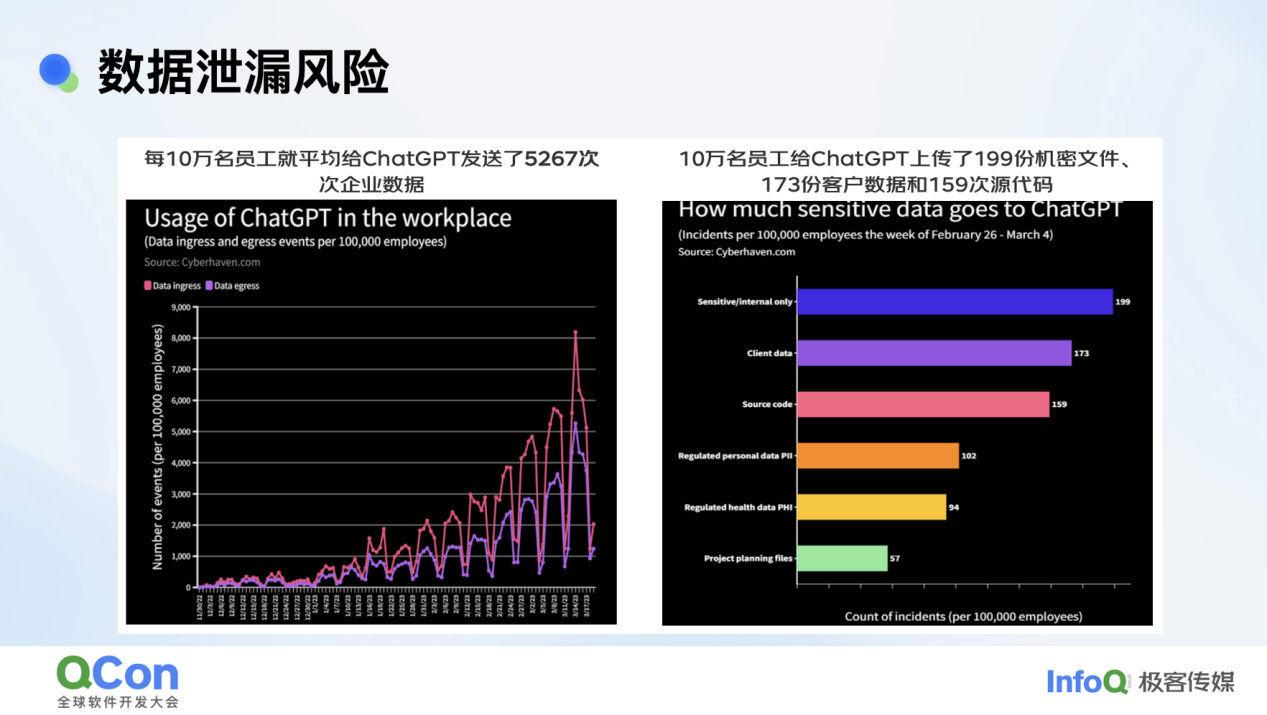 数据泄漏风险
每10万名员工就平均给ChatGPT发送了5267次
次企业数据
Usage of ChatGPT in the workplace
(Data ingress and egress events per 100,000 employees)
Source: Cyberhaven.com
Data ingress Data egress
Number of events (per 100,000 employees)
9,000
8,000
7,000
6,000
5,000
4,000
3,000
2,000
1,000
0
10万名员工给ChatGPT上传了199份机密文件、
173份客户数据和159次源代码
How much sensitive data goes to ChatGPT
(Incidents per 100,000 employees the week of February 26 - March 4)
Source: Cyberhaven.com
Sensitive/internal only 199
Client data 173
Source code 159
Regulated personal data PII 102
Regulated health data PHI 94
Project planning files 57
Count of incidents (per 100,000 employees)
QCon
全球软件开发大会
InfoQ 极客传媒